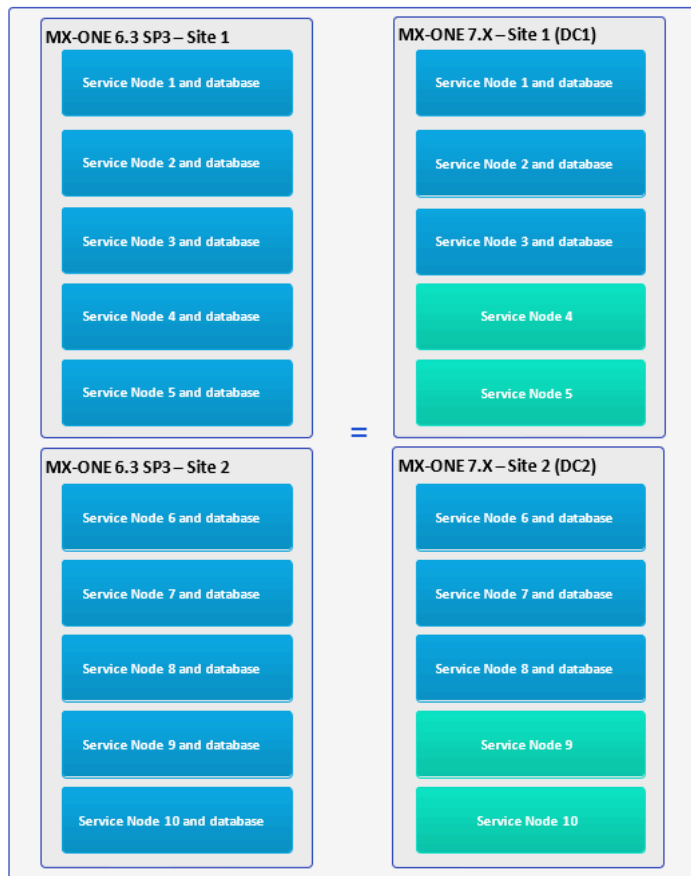 MX-ONE 6.3 SP3 – Site 1
Service Node 1 and database
Service Node 2 and database
Service Node 3 and database
Service Node 4 and database
Service Node 5 and database
MX-ONE 7.X – Site 1 (DC1)
Service Node 1 and database
Service Node 2 and database
Service Node 3 and database
Service Node 4
Service Node 5
=
MX-ONE 6.3 SP3 – Site 2
Service Node 6 and database
Service Node 7 and database
Service Node 8 and database
Service Node 9 and database
Service Node 10 and database
MX-ONE 7.X – Site 2 (DC2)
Service Node 6 and database
Service Node 7 and database
Service Node 8 and database
Service Node 9
Service Node 10